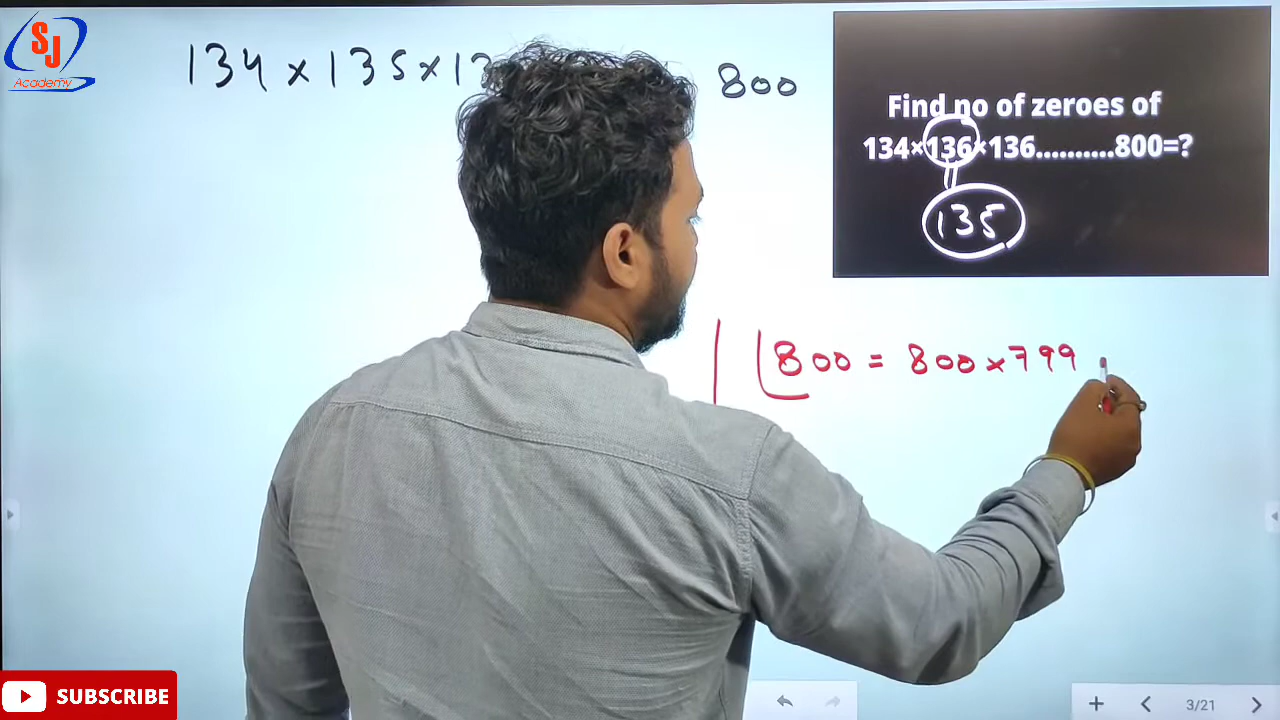 SJ
Academy
134 × 135 × 800
Find no of zeroes of
134×136×136..........800=?
135
800 = 800 × 799
SUBSCRIBE
3/21